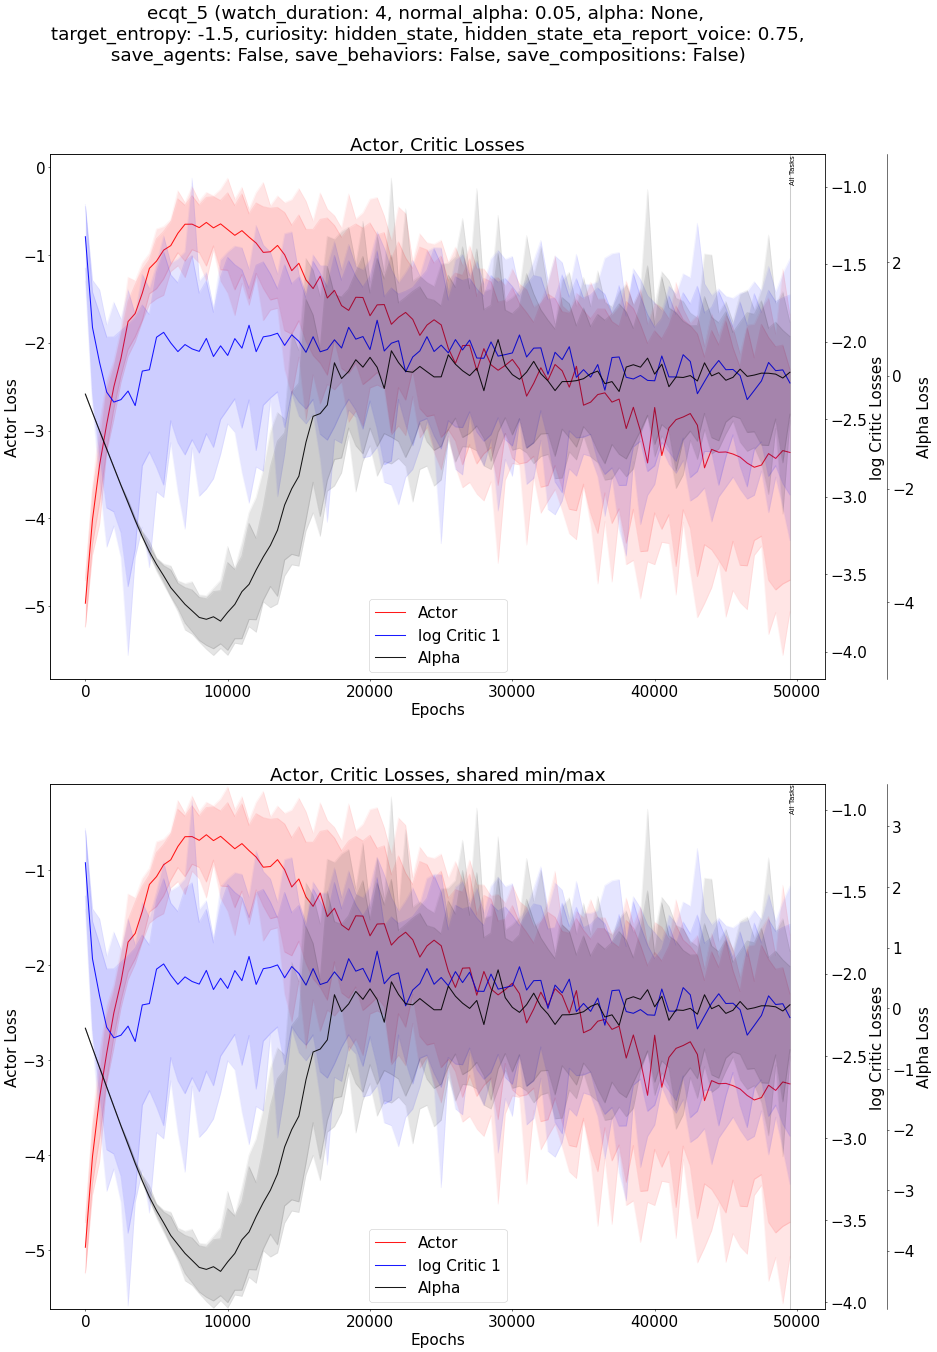 ecqt_5 (watch_duration: 4, normal_alpha: 0.05, alpha: None,
target_entropy: -1.5, curiosity: hidden_state, hidden_state_eta_report_voice: 0.75,
save_agents: False, save_behaviors: False, save_compositions: False)
Actor, Critic Losses
All Tasks
0
−1
−2
−3
−4
−5
Actor Loss
−1.0
−1.5
−2.0
−2.5
−3.0
−3.5
−4.0
log Critic Losses
2
0
−2
−4
Alpha Loss
Actor
log Critic 1
Alpha
0
10000
20000
30000
40000
50000
Epochs
Actor, Critic Losses, shared min/max
All Tasks
−1
−2
−3
−4
−5
Actor Loss
−1.0
−1.5
−2.0
−2.5
−3.0
−3.5
−4.0
log Critic Losses
3
2
1
0
−1
−2
−3
−4
Alpha Loss
Actor
log Critic 1
Alpha
0
10000
20000
30000
40000
50000
Epochs